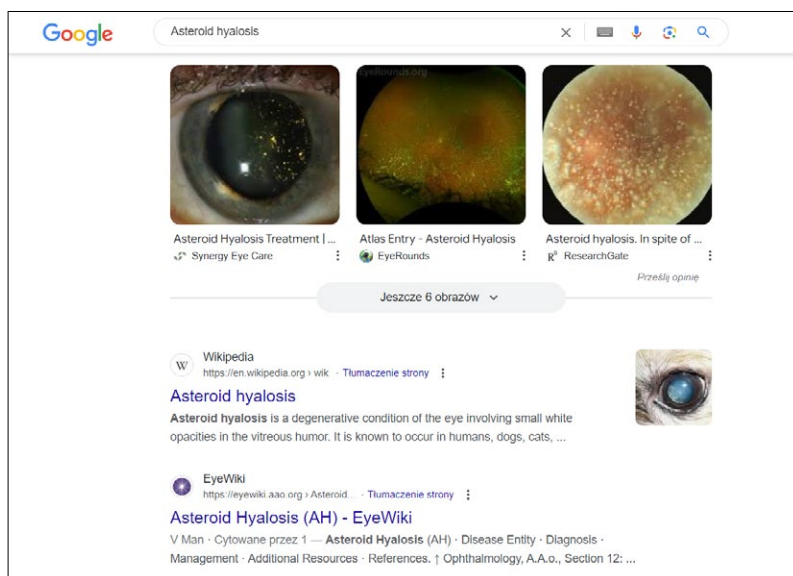 Google
Asteroid hyalosis
EyeRounds.org
Asteroid Hyalosis Treatment | ...
Synergy Eye Care
Atlas Entry - Asteroid Hyalosis
EyeRounds
Asteroid hyalosis. In spite of ...
R⁶ ResearchGate
Prześlij opinię
Jeszcze 6 obrazów
W
Wikipedia
https://en.wikipedia.org › wik · Tłumaczenie strony
Asteroid hyalosis
Asteroid hyalosis is a degenerative condition of the eye involving small white
opacities in the vitreous humor. It is known to occur in humans, dogs, cats, ...
EyeWiki
https://eyewiki.aao.org › Asteroid... · Tłumaczenie strony
Asteroid Hyalosis (AH) - EyeWiki
V Man · Cytowane przez 1 — Asteroid Hyalosis (AH) · Disease Entity · Diagnosis ·
Management · Additional Resources · References. ↑ Ophthalmology, A.A.o., Section 12: ...